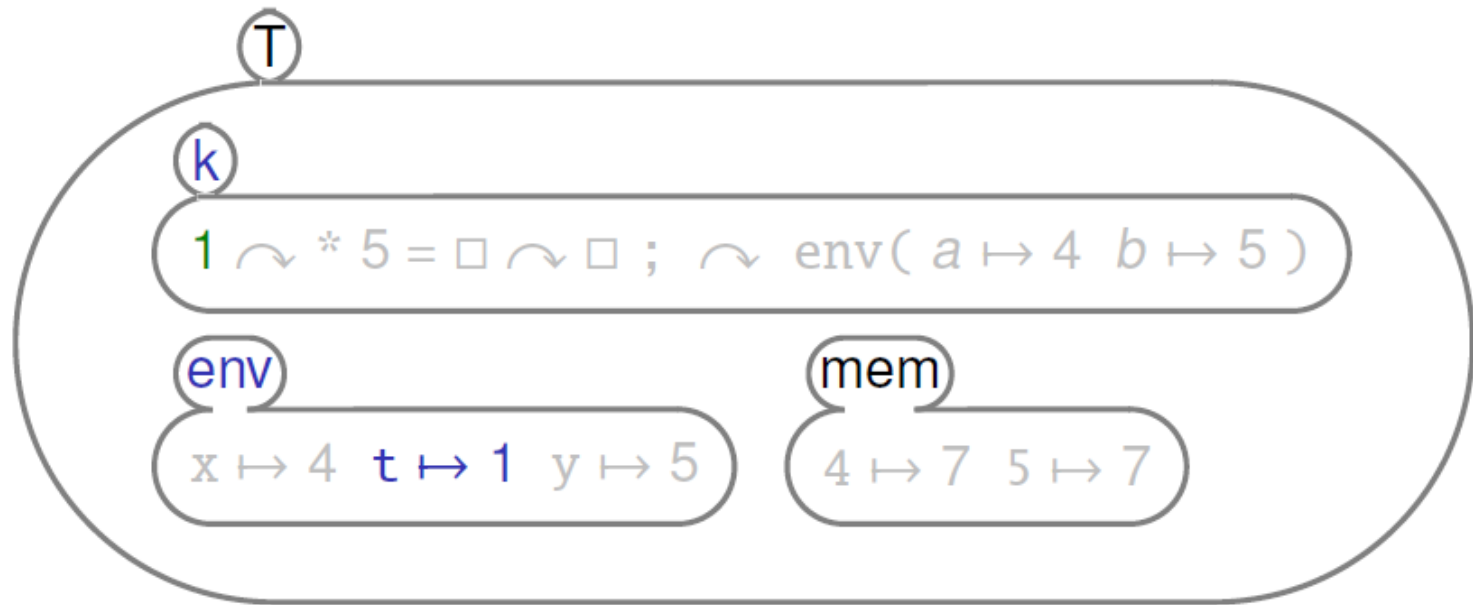 T
k
1 ↷ * 5 = □ ↷ □ ; ↷ env( a ↦ 4 b ↦ 5 )
env mem
x ↦ 4 t ↦ 1 y ↦ 5 4 ↦ 7 5 ↦ 7